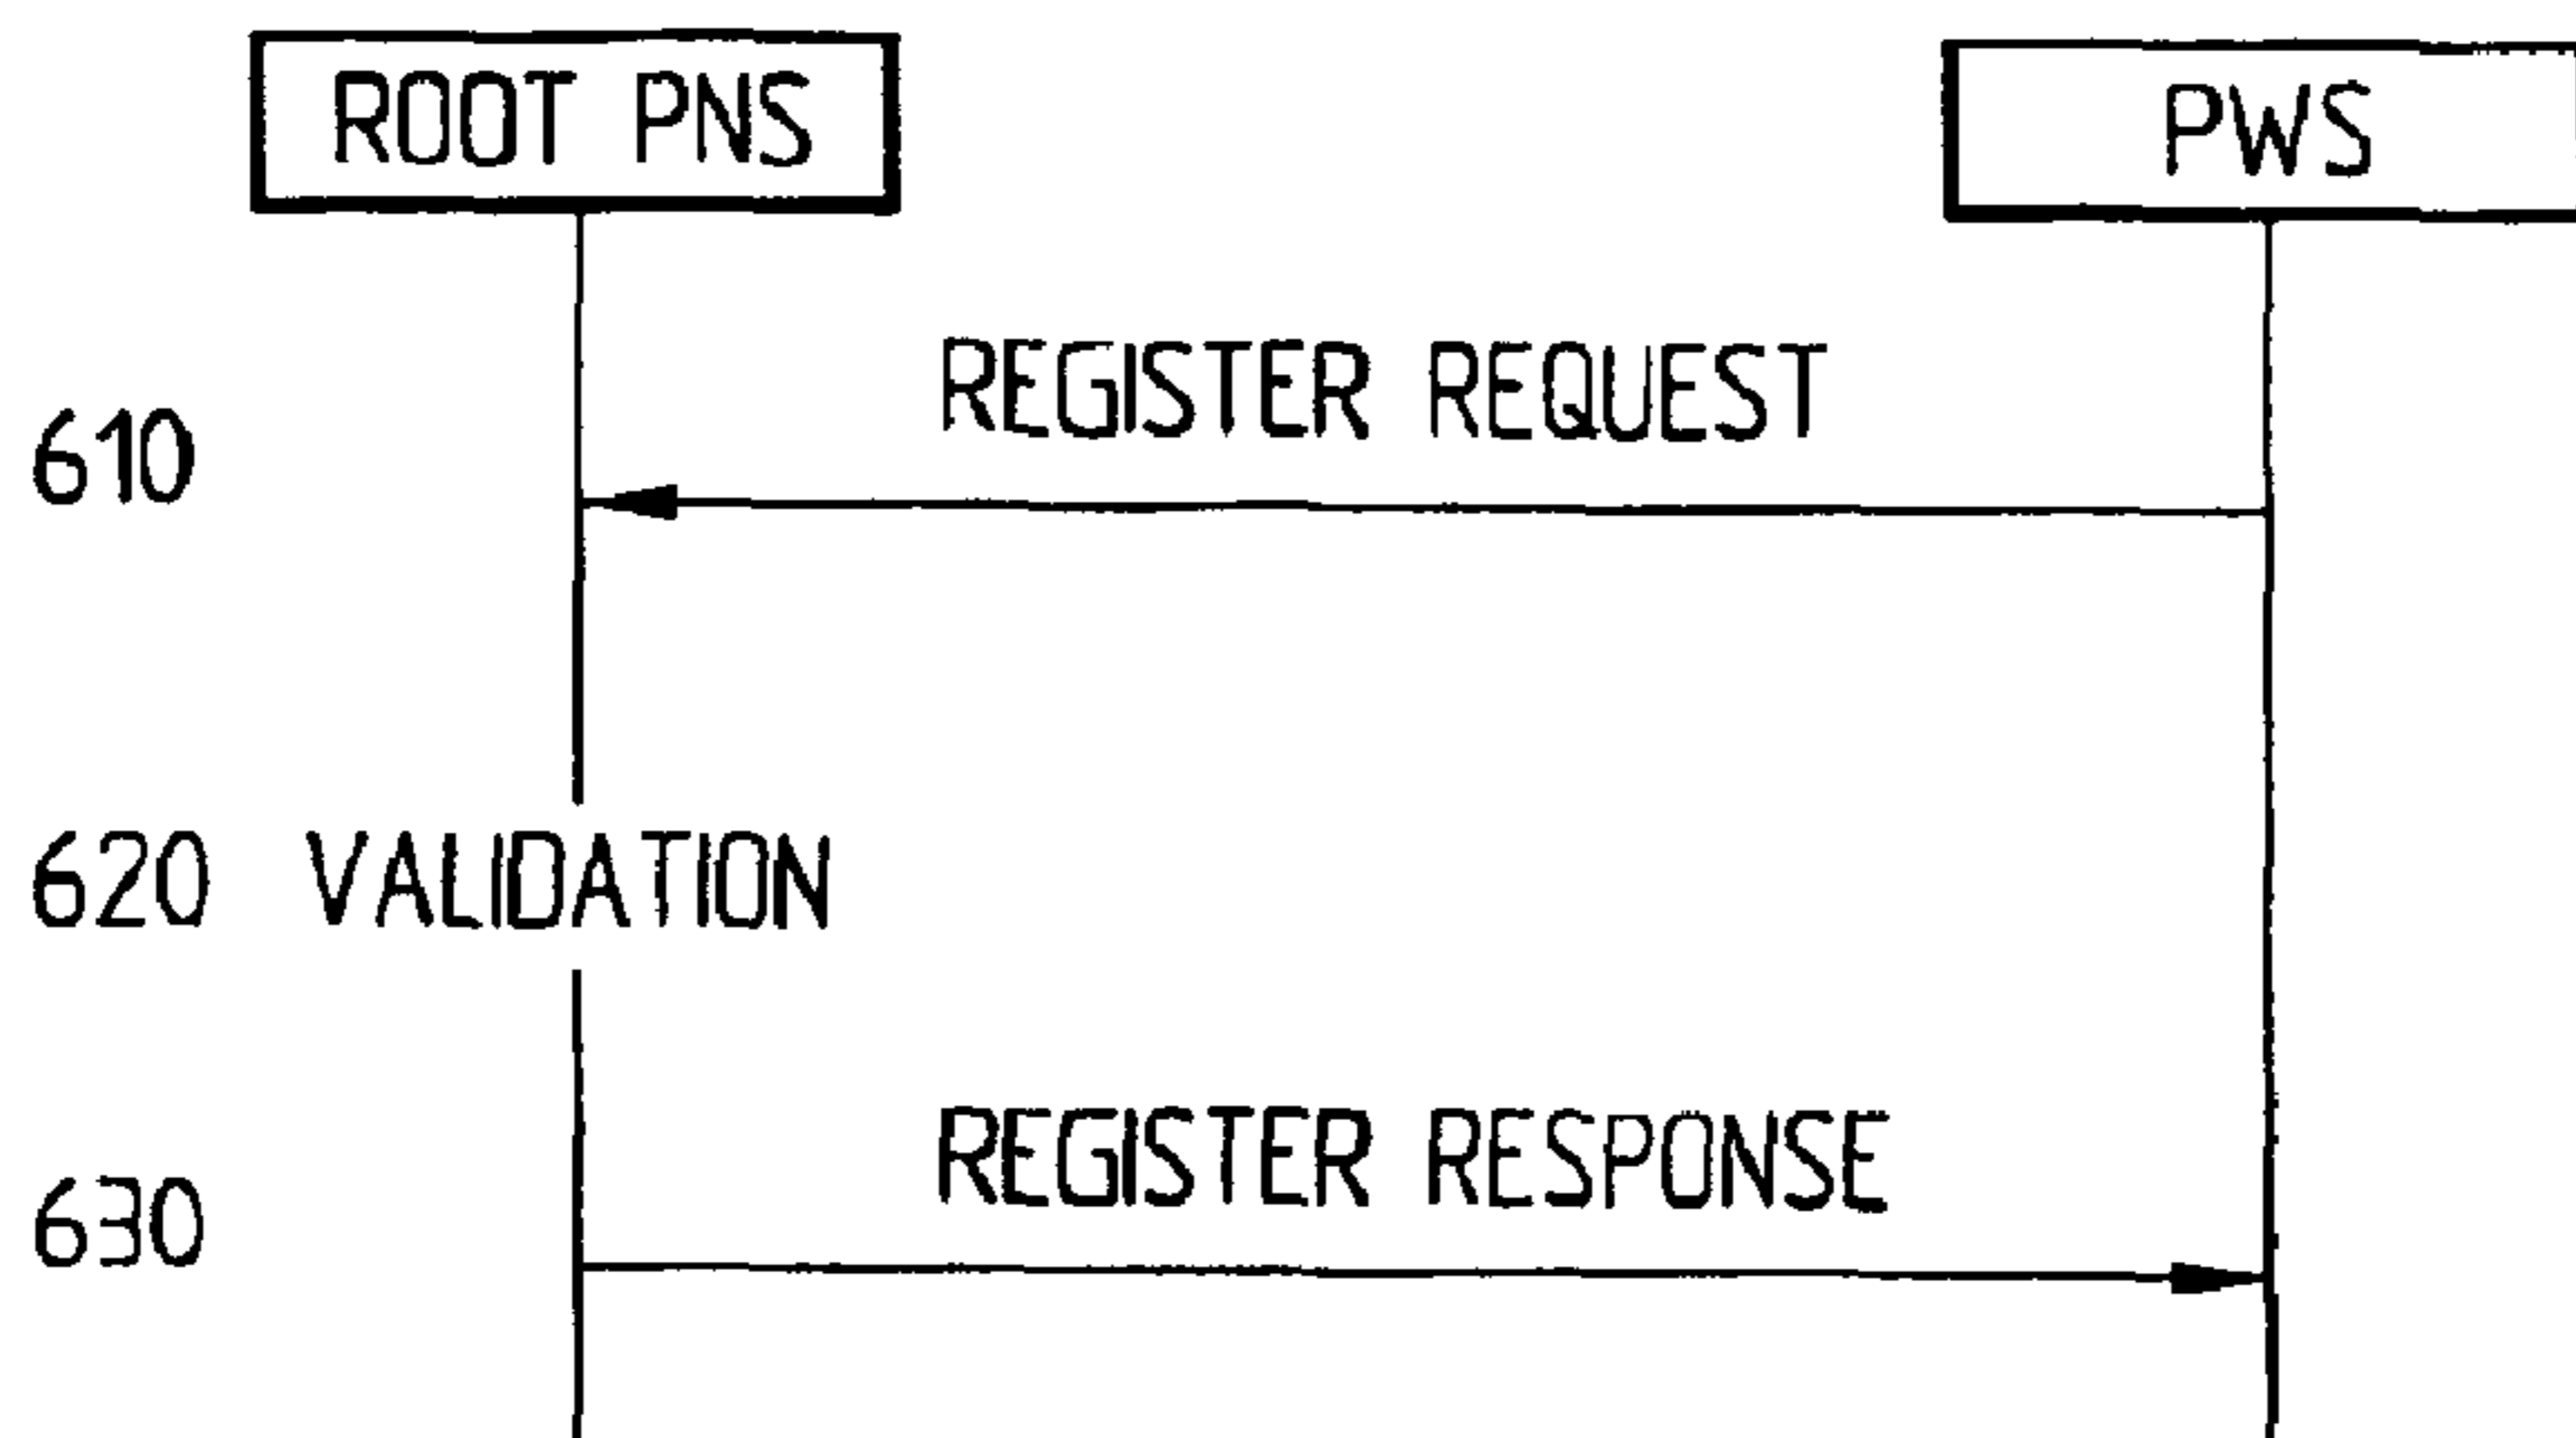 ROOT PNS
PWS
REGISTER REQUEST
610
620 VALIDATION
REGISTER RESPONSE
630